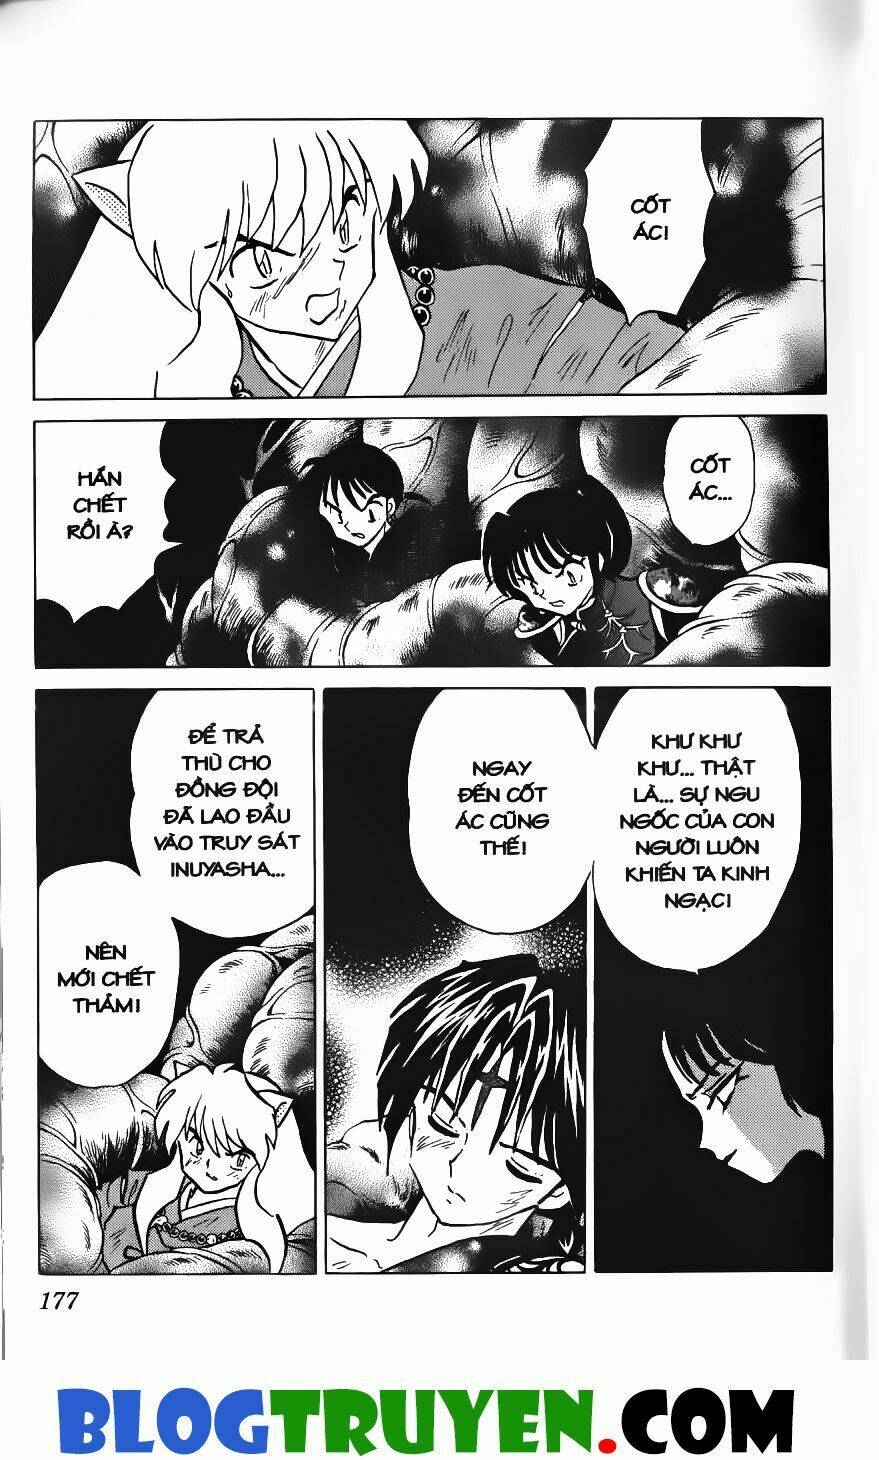 CỐT
ÁC!
CỐT
ÁC...
HẮN
CHẾT
RỒI À?
KHƯ KHƯ
KHƯ... THẬT
LÀ... SỰ NGU
NGỐC CỦA CON
NGƯỜI LUÔN
KHIẾN TA KINH
NGẠC!
NGAY
ĐẾN CỐT
ÁC CŨNG
THẾ!
ĐỂ TRẢ
THÙ CHO
ĐỒNG ĐỘI
ĐÃ LAO ĐẦU
VÀO TRUY SÁT
INUYASHA...
NÊN
MỚI CHẾT
THẢM!
177
BLOGTRUYEN.COM